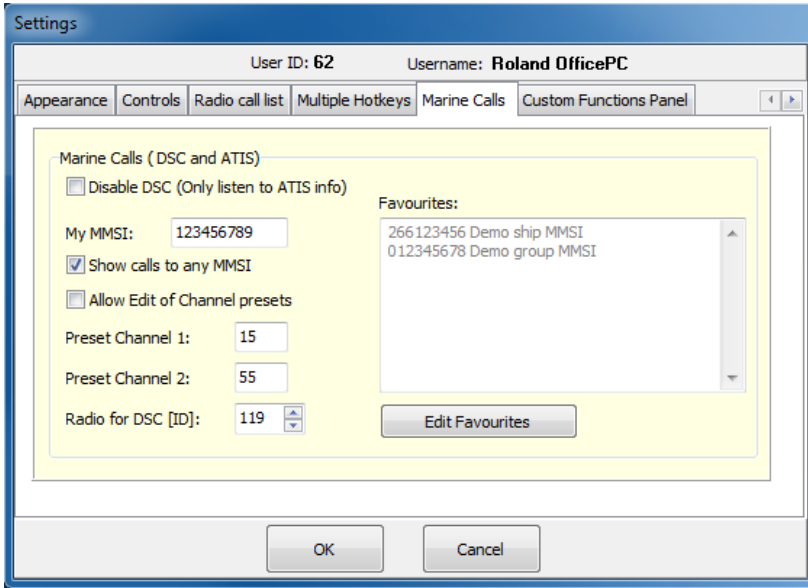 Settings
User ID: 62 Username: Roland OfficePC
Appearance Controls Radio call list Multiple Hotkeys Marine Calls Custom Functions Panel
Marine Calls ( DSC and ATIS)
Disable DSC (Only listen to ATIS info)
Favourites:
My MMSI: 123456789
266123456 Demo ship MMSI
012345678 Demo group MMSI
Show calls to any MMSI
Allow Edit of Channel presets
Preset Channel 1: 15
Preset Channel 2: 55
Radio for DSC [ID]: 119
Edit Favourites
OK Cancel